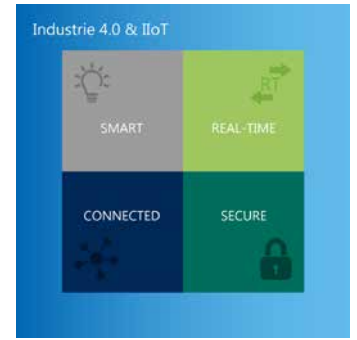 Industrie 4.0 & IIoT
RT
SMART
REAL-TIME
CONNECTED
SECURE